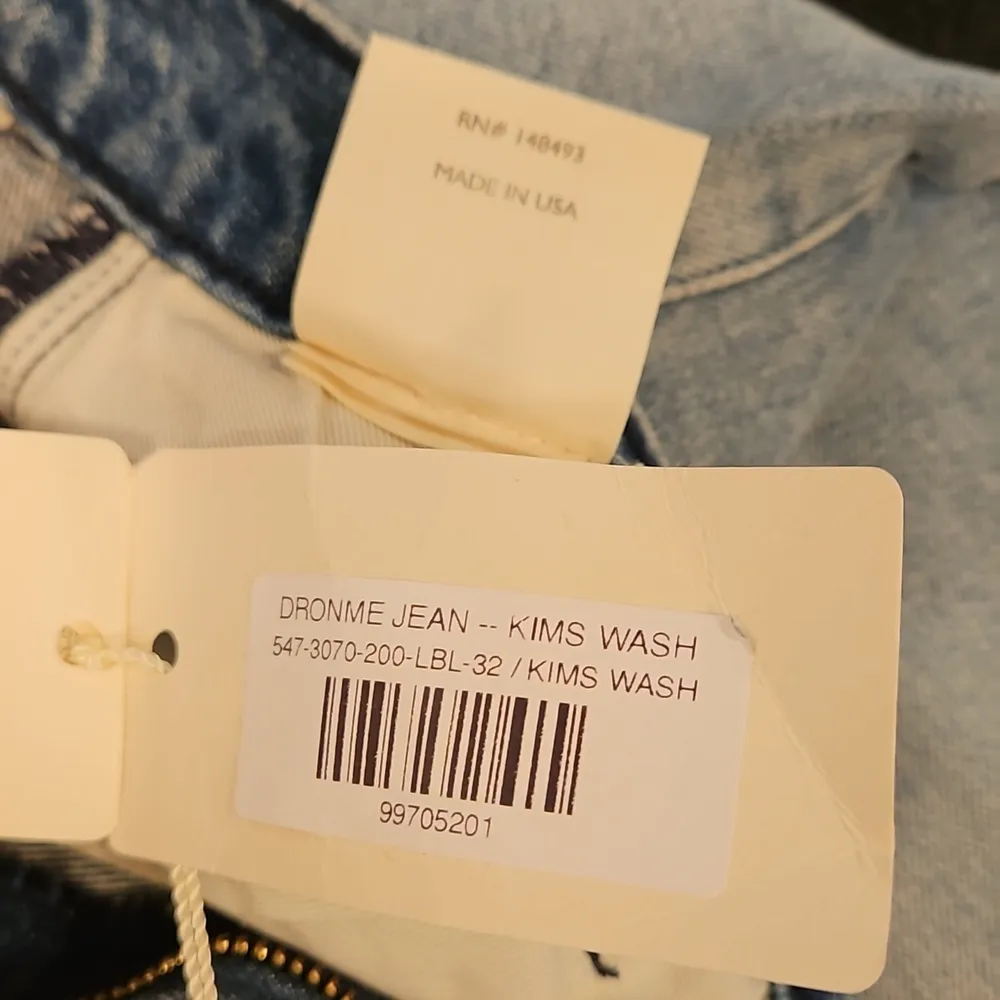 RN# 148493
MADE IN USA
DRONME JEAN -- KIMS WASH
547-3070-200-LBL-32 / KIMS WASH
99705201